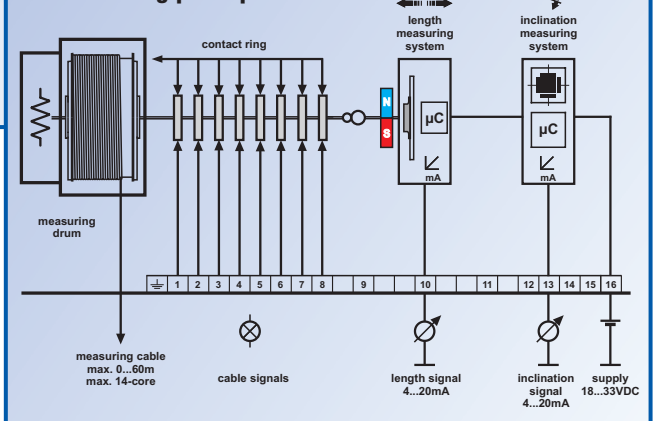 length
measuring
system
inclination
measuring
system
contact ring
N
S
µC
mA
µC
mA
measuring
drum
1 2 3 4 5 6 7 8 9 10 11 12 13 14 15 16
measuring cable
max. 0...60m
max. 14-core
cable signals
length signal
4...20mA
inclination
signal
4...20mA
supply
18...33VDC